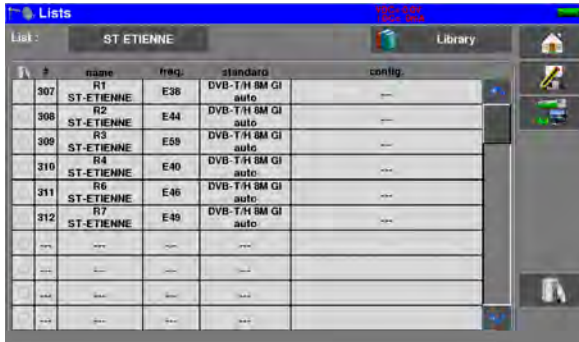 Lists
List :
ST ETIENNE
Library
# name freq. standard config.
307 R1 ST-ETIENNE E38 DVB-T/H 8M GI auto ---
308 R2 ST-ETIENNE E44 DVB-T/H 8M GI auto ---
309 R3 ST-ETIENNE E59 DVB-T/H 8M GI auto ---
310 R4 ST-ETIENNE E40 DVB-T/H 8M GI auto ---
311 R6 ST-ETIENNE E46 DVB-T/H 8M GI auto ---
312 R7 ST-ETIENNE E49 DVB-T/H 8M GI auto ---
--- --- --- ---
--- --- --- ---
--- --- --- ---
--- --- --- ---